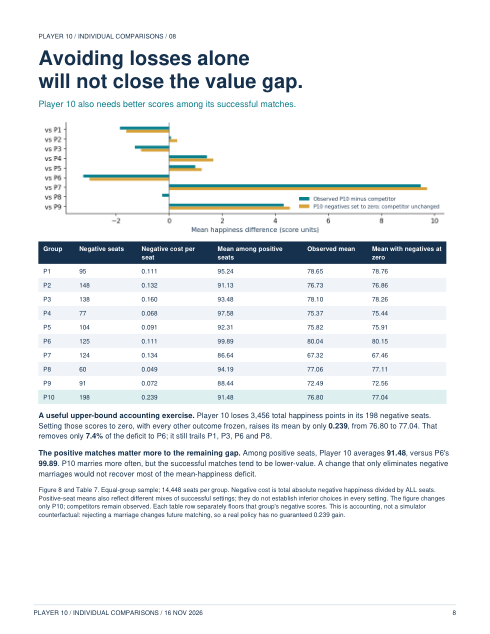 PLAYER 10 / INDIVIDUAL COMPARISONS / 08
Avoiding losses alone
will not close the value gap.
Player 10 also needs better scores among its successful matches.
vs P1
vs P2
vs P3
vs P4
vs P5
vs P6
vs P7
vs P8
vs P9
Observed P10 minus competitor
P10 negatives set to zero; competitor unchanged
−2 0 2 4 6 8 10
Mean happiness difference (score units)
Group Negative seats Negative cost per seat Mean among positive seats Observed mean Mean with negatives at zero
P1 95 0.111 95.24 78.65 78.76
P2 148 0.132 91.13 76.73 76.86
P3 138 0.160 93.48 78.10 78.26
P4 77 0.068 97.58 75.37 75.44
P5 104 0.091 92.31 75.82 75.91
P6 125 0.111 99.89 80.04 80.15
P7 124 0.134 86.64 67.32 67.46
P8 60 0.049 94.19 77.06 77.11
P9 91 0.072 88.44 72.49 72.56
P10 198 0.239 91.48 76.80 77.04
A useful upper-bound accounting exercise. Player 10 loses 3,456 total happiness points in its 198 negative seats.
Setting those scores to zero, with every other outcome frozen, raises its mean by only 0.239, from 76.80 to 77.04. That
removes only 7.4% of the deficit to P6; it still trails P1, P3, P6 and P8.
The positive matches matter more to the remaining gap. Among positive seats, Player 10 averages 91.48, versus P6's
99.89. P10 marries more often, but the successful matches tend to be lower-value. A change that only eliminates negative
marriages would not recover most of the mean-happiness deficit.
Figure 8 and Table 7. Equal-group sample; 14,448 seats per group. Negative cost is total absolute negative happiness divided by ALL seats.
Positive-seat means also reflect different mixes of successful settings; they do not establish inferior choices in every setting. The figure changes
only P10; competitors remain observed. Each table row separately floors that group's negative scores. This is accounting, not a simulator
counterfactual: rejecting a marriage changes future matching, so a real policy has no guaranteed 0.239 gain.
PLAYER 10 / INDIVIDUAL COMPARISONS / 16 NOV 2026
8